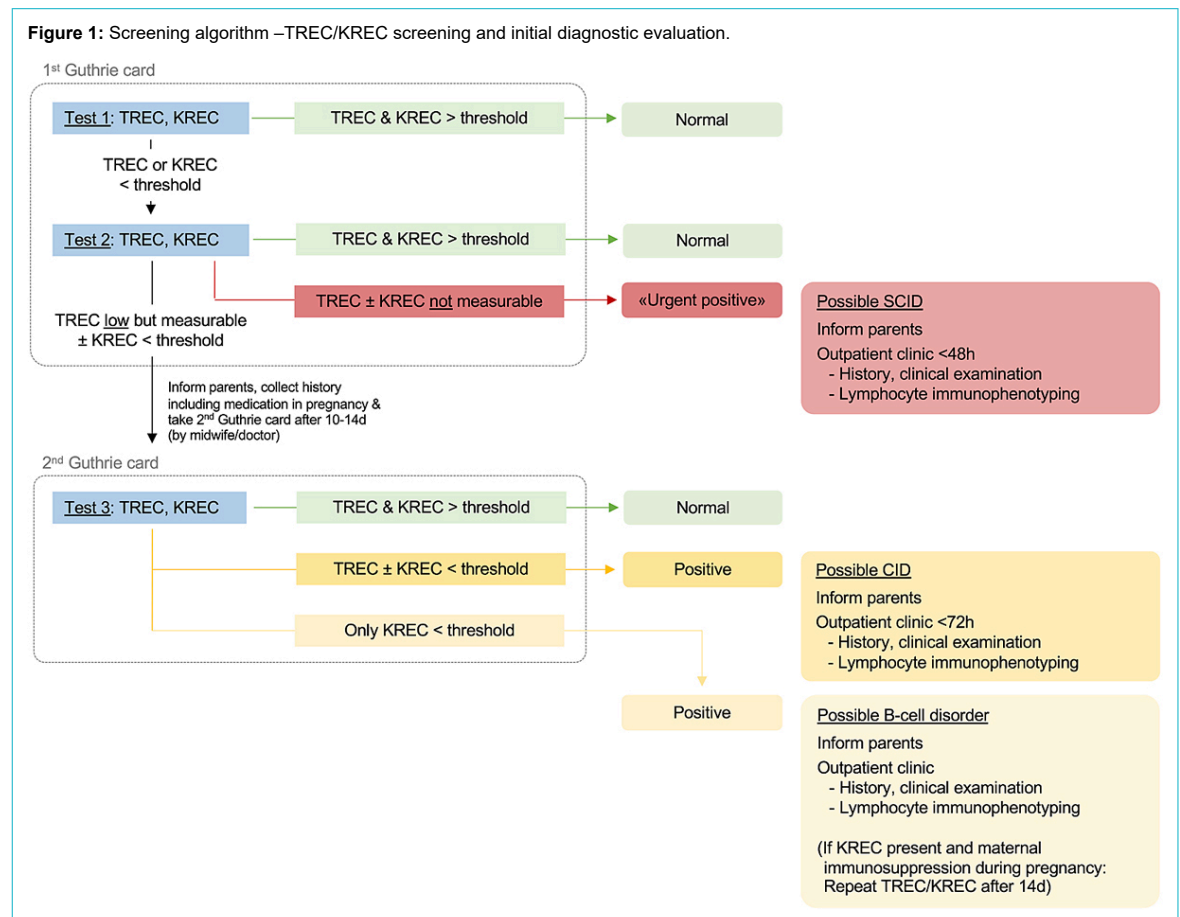 Figure 1: Screening algorithm –TREC/KREC screening and initial diagnostic evaluation.
1st Guthrie card
Test 1: TREC, KREC
TREC & KREC > threshold
Normal
TREC or KREC
< threshold
Test 2: TREC, KREC
TREC & KREC > threshold
Normal
TREC ± KREC not measurable
«Urgent positive»
Possible SCID
Inform parents
Outpatient clinic <48h
- History, clinical examination
- Lymphocyte immunophenotyping
TREC low but measurable
± KREC < threshold
Inform parents, collect history
including medication in pregnancy &
take 2nd Guthrie card after 10-14d
(by midwife/doctor)
2nd Guthrie card
Test 3: TREC, KREC
TREC & KREC > threshold
Normal
TREC ± KREC < threshold
Positive
Possible CID
Inform parents
Outpatient clinic <72h
- History, clinical examination
- Lymphocyte immunophenotyping
Only KREC < threshold
Positive
Possible B-cell disorder
Inform parents
Outpatient clinic
- History, clinical examination
- Lymphocyte immunophenotyping
(If KREC present and maternal
immunosuppression during pregnancy:
Repeat TREC/KREC after 14d)